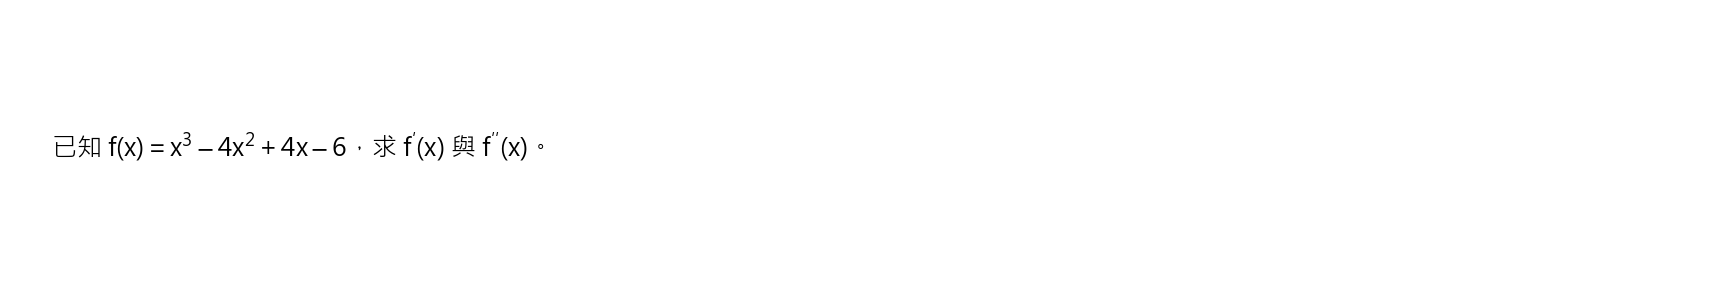 已知 f(x) = x³ – 4x² + 4x – 6，求 f′(x) 與 f′′(x)。